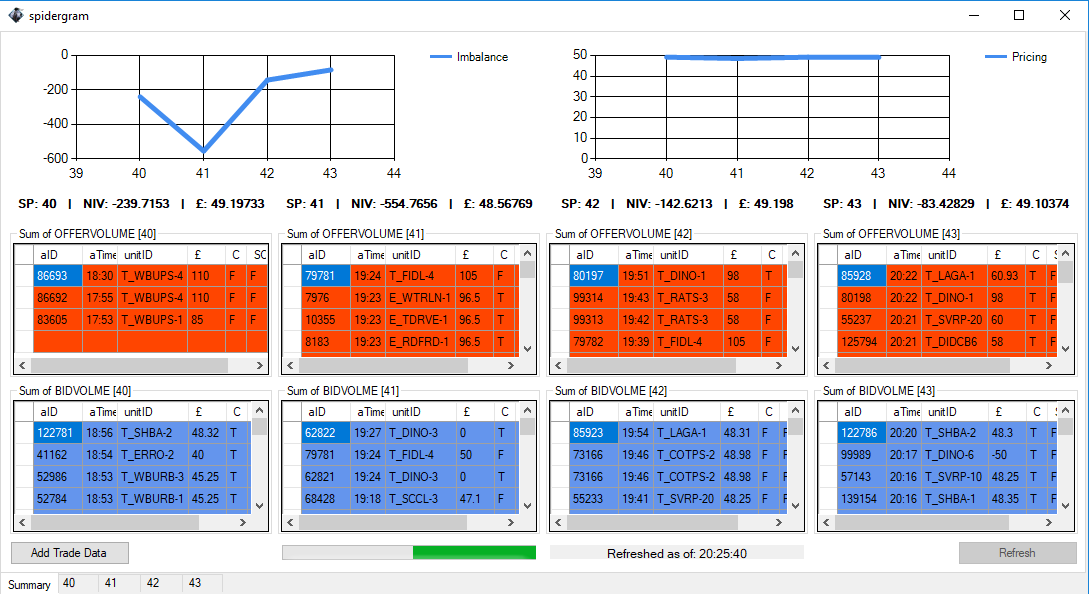 spidergram
0
-200
-400
-600
39 40 41 42 43 44
Imbalance
50
40
30
20
10
0
39 40 41 42 43 44
Pricing
SP: 40 | NIV: -239.7153 | £: 49.19733
SP: 41 | NIV: -554.7656 | £: 48.56769
SP: 42 | NIV: -142.6213 | £: 49.198
SP: 43 | NIV: -83.42829 | £: 49.10374
Sum of OFFERVOLUME [40]
aID aTime unitID £ C SC
86693 18:30 T_WBUPS-4 110 F F
86692 17:55 T_WBUPS-4 110 F F
83605 17:53 T_WBUPS-1 85 F F
Sum of OFFERVOLUME [41]
aID aTime unitID £ C
79781 19:24 T_FIDL-4 105 F
7976 19:23 E_WTRLN-1 96.5 T
10355 19:23 E_TDRVE-1 96.5 T
8183 19:23 E_RDFRD-1 96.5 T
Sum of OFFERVOLUME [42]
aID aTime unitID £ C
80197 19:51 T_DINO-1 98 T
99314 19:43 T_RATS-3 58 F
99313 19:42 T_RATS-3 58 F
79782 19:39 T_FIDL-4 105 F
Sum of OFFERVOLUME [43]
aID aTime unitID £ C S
85928 20:22 T_LAGA-1 60.93 T F
80198 20:22 T_DINO-1 98 T F
55237 20:21 T_SVRP-20 60 T F
125794 20:21 T_DIDCB6 58 T F
Sum of BIDVOLME [40]
aID aTime unitID £ C
122781 18:56 T_SHBA-2 48.32 T
41162 18:54 T_ERRO-2 40 T
52986 18:53 T_WBURB-3 45.25 T
52784 18:53 T_WBURB-1 45.25 T
Sum of BIDVOLME [41]
aID aTime unitID £ C
62822 19:27 T_DINO-3 0 T
79781 19:24 T_FIDL-4 50 F
62821 19:24 T_DINO-3 0 T
68428 19:18 T_SCCL-3 47.1 F
Sum of BIDVOLME [42]
aID aTime unitID £ C
85923 19:54 T_LAGA-1 48.31 F F
73166 19:46 T_COTPS-2 48.98 F F
73166 19:46 T_COTPS-2 48.98 F F
55233 19:41 T_SVRP-20 48.25 F F
Sum of BIDVOLME [43]
aID aTime unitID £ C S
122786 20:20 T_SHBA-2 48.3 T F
99989 20:17 T_DINO-6 -50 T F
57143 20:16 T_SVRP-10 48.25 T F
139154 20:16 T_SHBA-1 48.35 T F
Add Trade Data
Refreshed as of: 20:25:40
Refresh
Summary 40 41 42 43